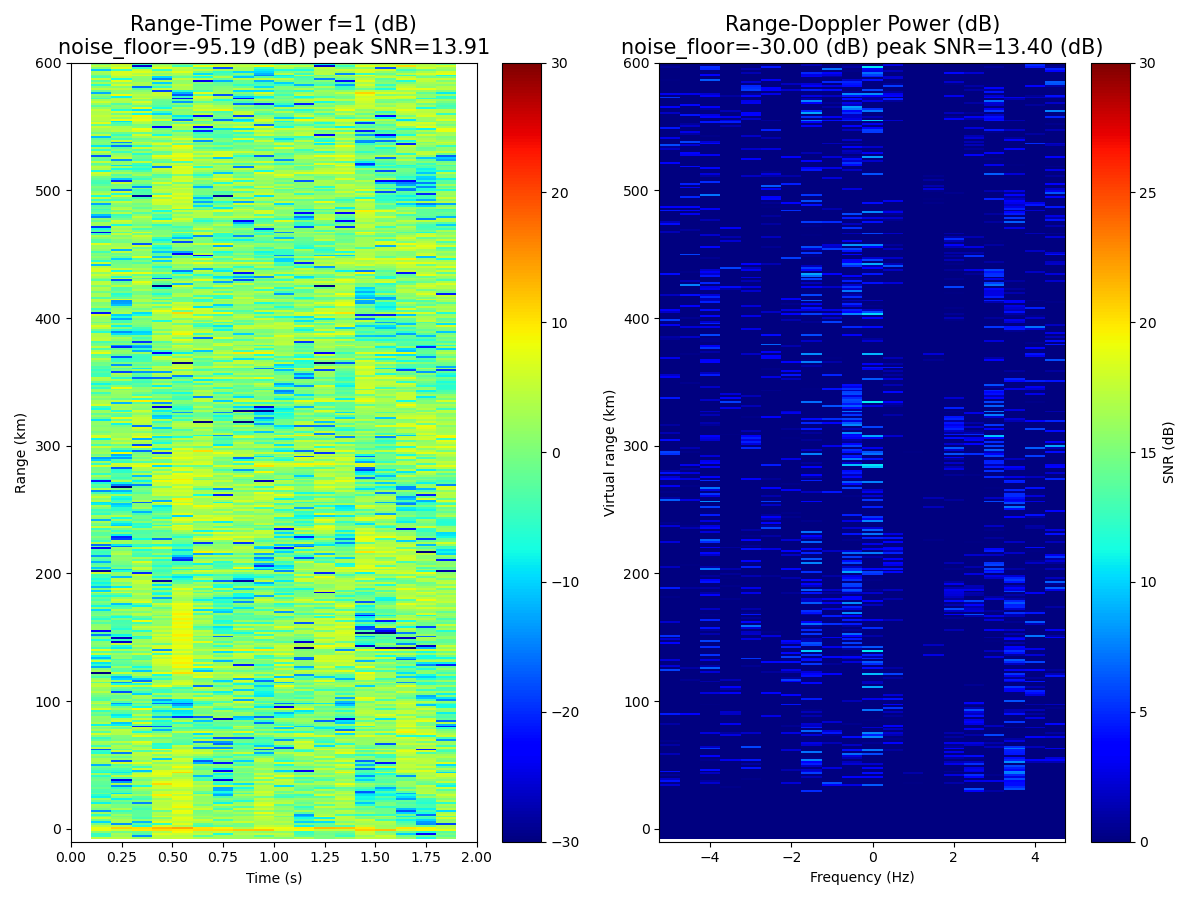 Range-Time Power f=1 (dB)
noise_floor=-95.19 (dB) peak SNR=13.91
600
500
400
300
200
100
0
Range (km)
0.00 0.25 0.50 0.75 1.00 1.25 1.50 1.75 2.00
Time (s)
30
20
10
0
−10
−20
−30
Range-Doppler Power (dB)
noise_floor=-30.00 (dB) peak SNR=13.40 (dB)
600
500
400
300
200
100
0
Virtual range (km)
−4 −2 0 2 4
Frequency (Hz)
30
25
20
15
10
5
0
SNR (dB)